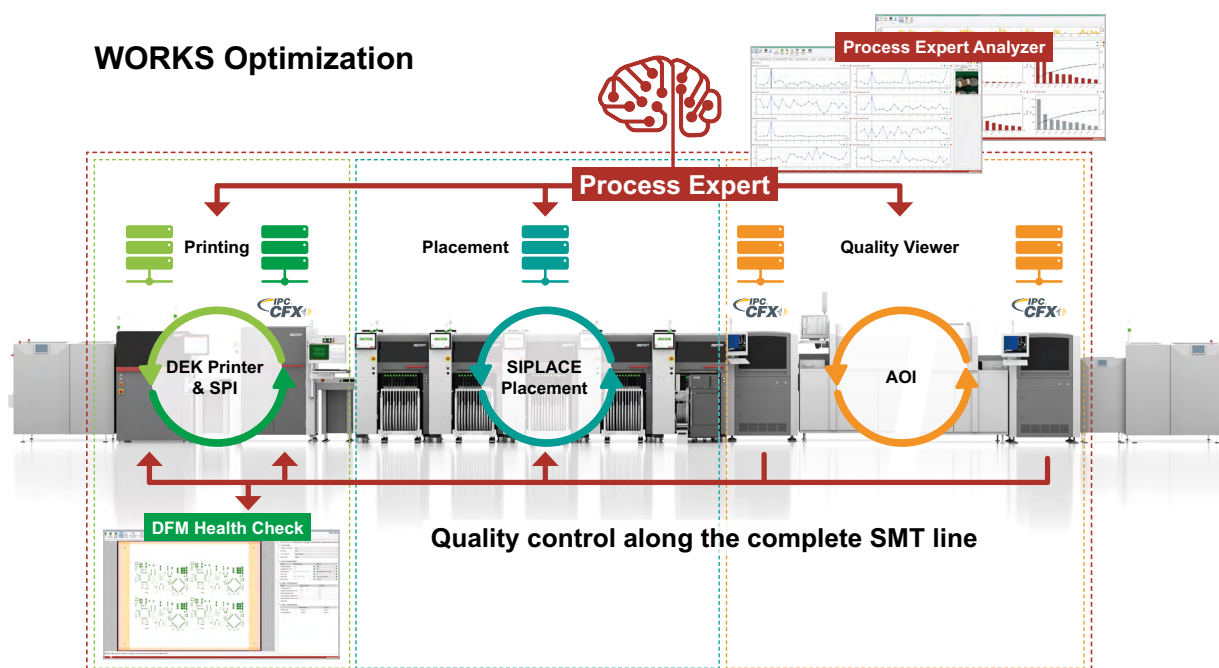 WORKS Optimization
Process Expert Analyzer
Process Expert
Printing
Placement
Quality Viewer
IPC
CFX
IPC
CFX
IPC
CFX
DEK Printer
& SPI
SIPLACE
Placement
AOI
DFM Health Check
Quality control along the complete SMT line